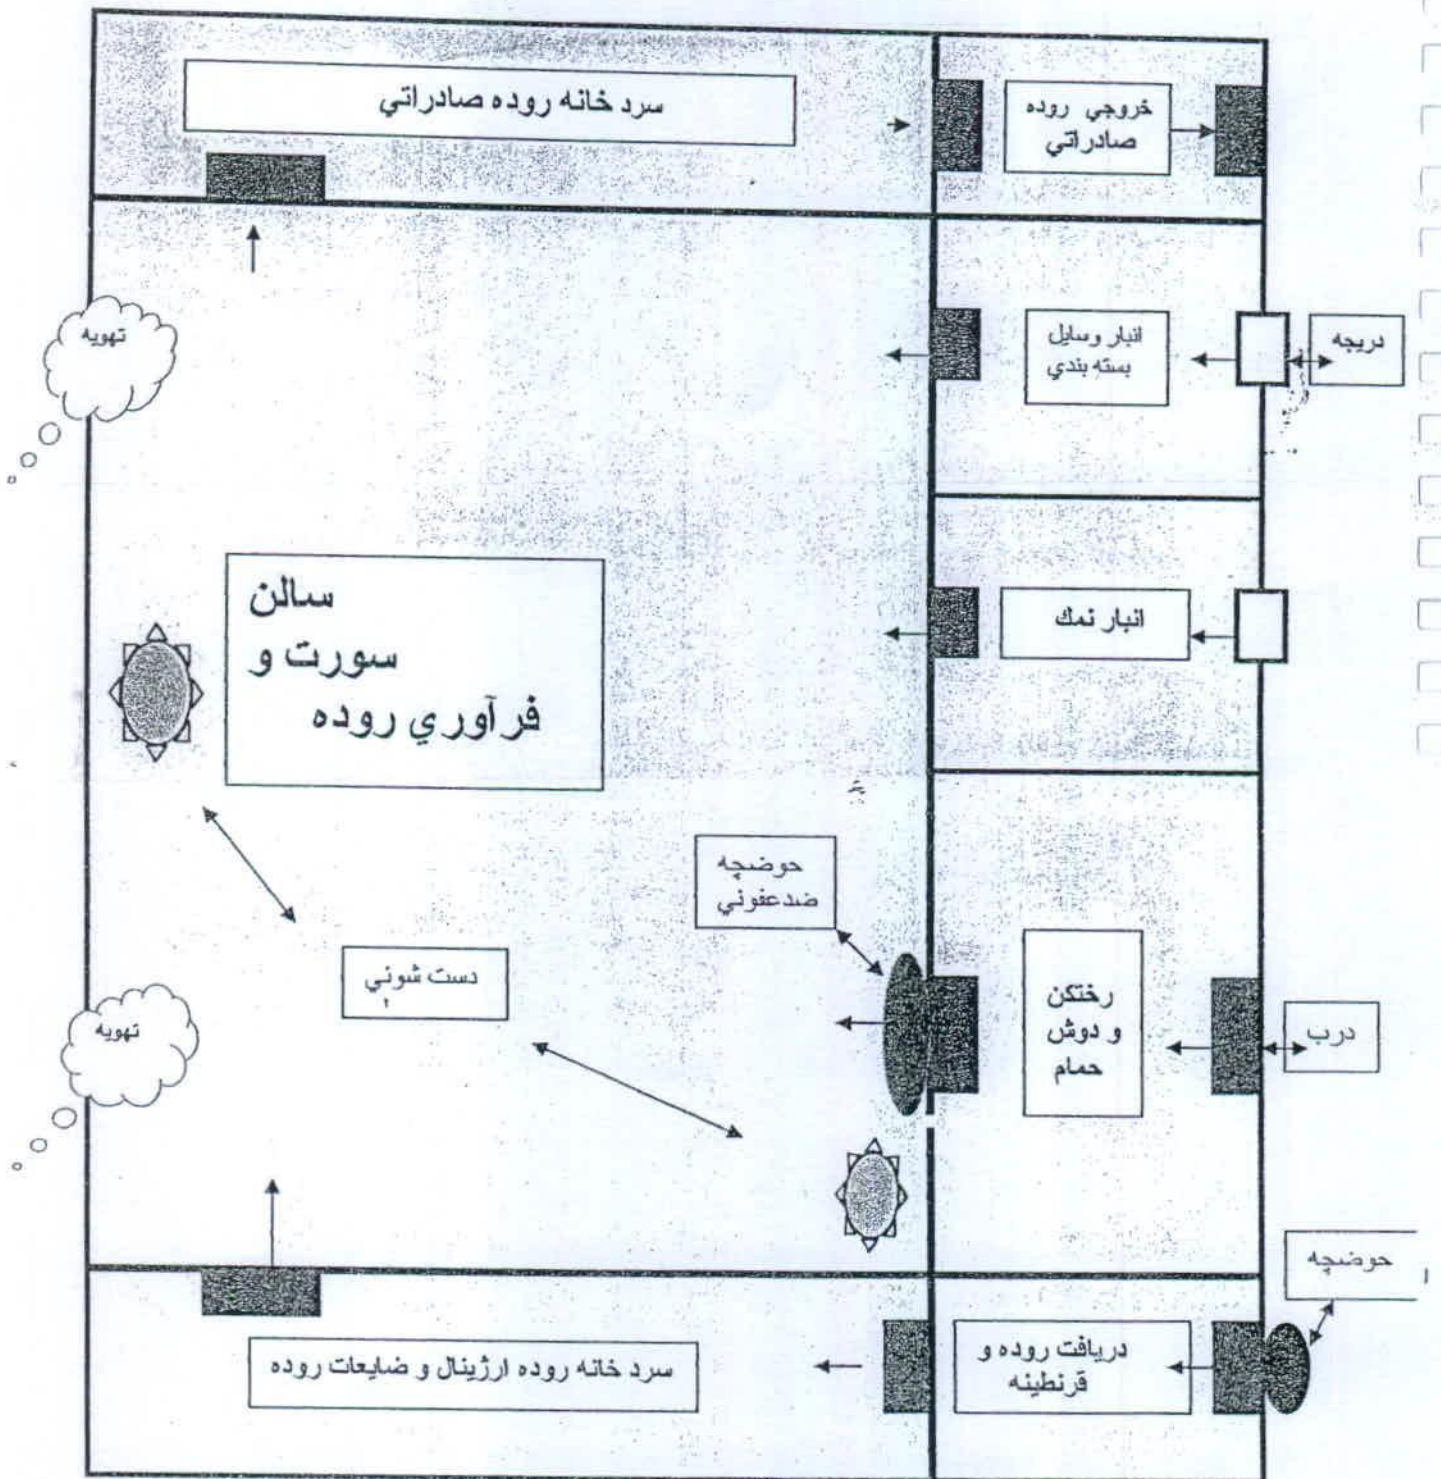 خروجي روده
صادراتي
سرد خانه روده صادراتي
دريجه
انبار وسايل
بسته بندي
تهويه
انبار نمك
سالن
سورت و
فرآوري روده
حوضچه
ضدعفوني
دست شوئي
درب
رختكن
و دوش
حمام
تهويه
حوضچه
دريافت روده و
قرنطينه
سرد خانه روده ارژينال و ضايعات روده